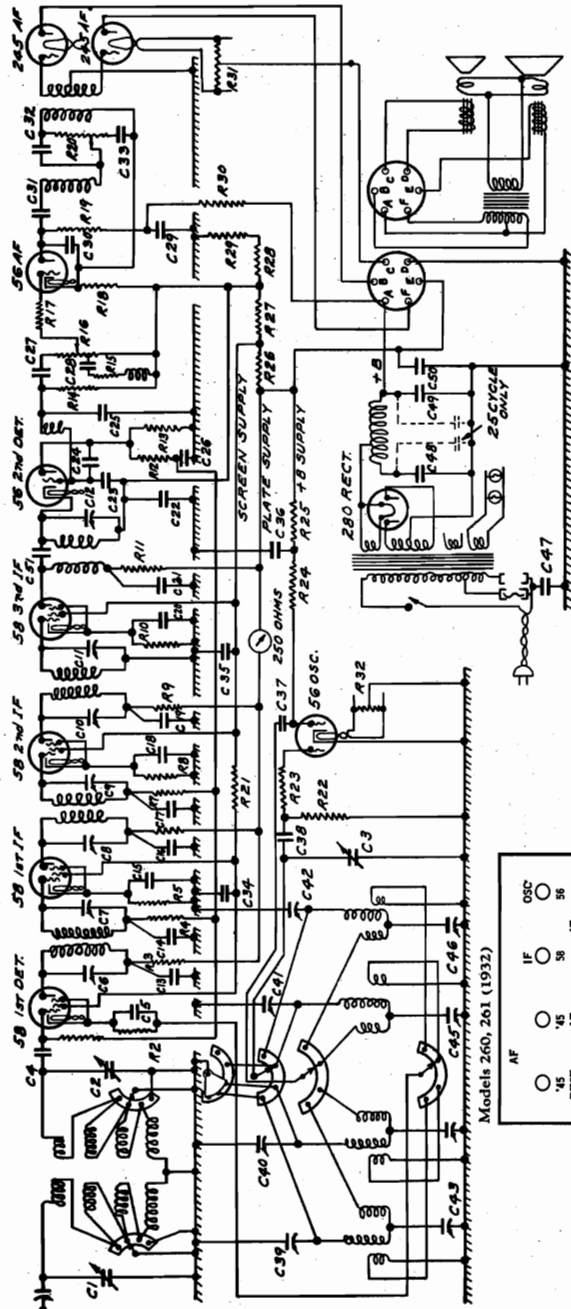 58 1ST DET.
58 1ST IF
58 2nd IF
58 3rd IF
56 2nd DET.
56 AF
245 AF
245 AF.
C1
C2
R2
C4
C15
C6
R3
C13
C14
R4
C7
R5
C15
C8
C16
C17
R7
C9
R8
C18
C10
C19
R9
C11
R10
C20
C21
R11
C51
C12
C22
C23
C24
R12
R13
C25
C26
R14
C27
C28
R15
R16
R17
R18
C30
R19
C29
C31
R20
C32
C33
R31
R30
R29
R28
R27
R26
SCREEN SUPPLY
PLATE SUPPLY
R25 +B SUPPLY
R24
C36
250 OHMS
R21
C34
C35
C37
56 OSC.
R32
R23
R22
C38
C3
C39
C40
C41
C42
C43
C45
C46
280 RECT.
+B
C48
C49
C50
25 CYCLE
ONLY
C47
A
B
C
D
E
F
A
B
C
D
E
F
Models 260, 261 (1932)
AF
IF
OSC
'45
'45
58
56